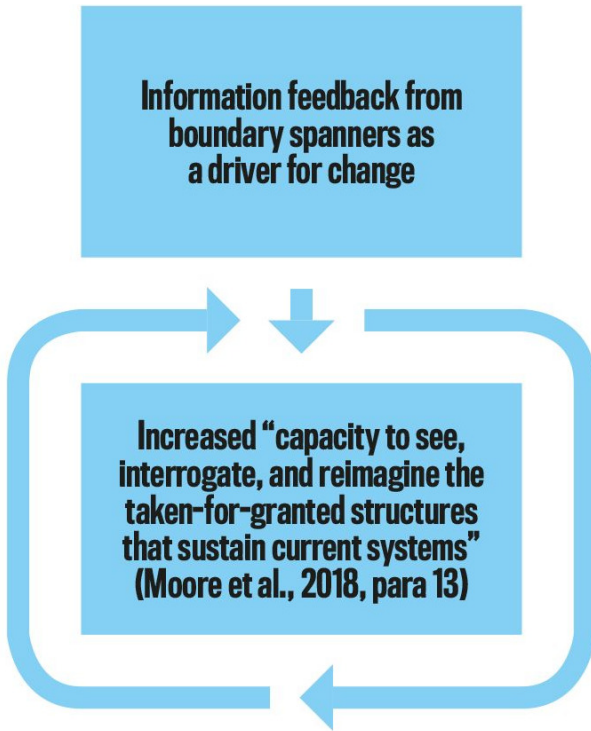 Information feedback from
boundary spanners as
a driver for change
Increased “capacity to see,
interrogate, and reimagine the
taken-for-granted structures
that sustain current systems”
(Moore et al., 2018, para 13)